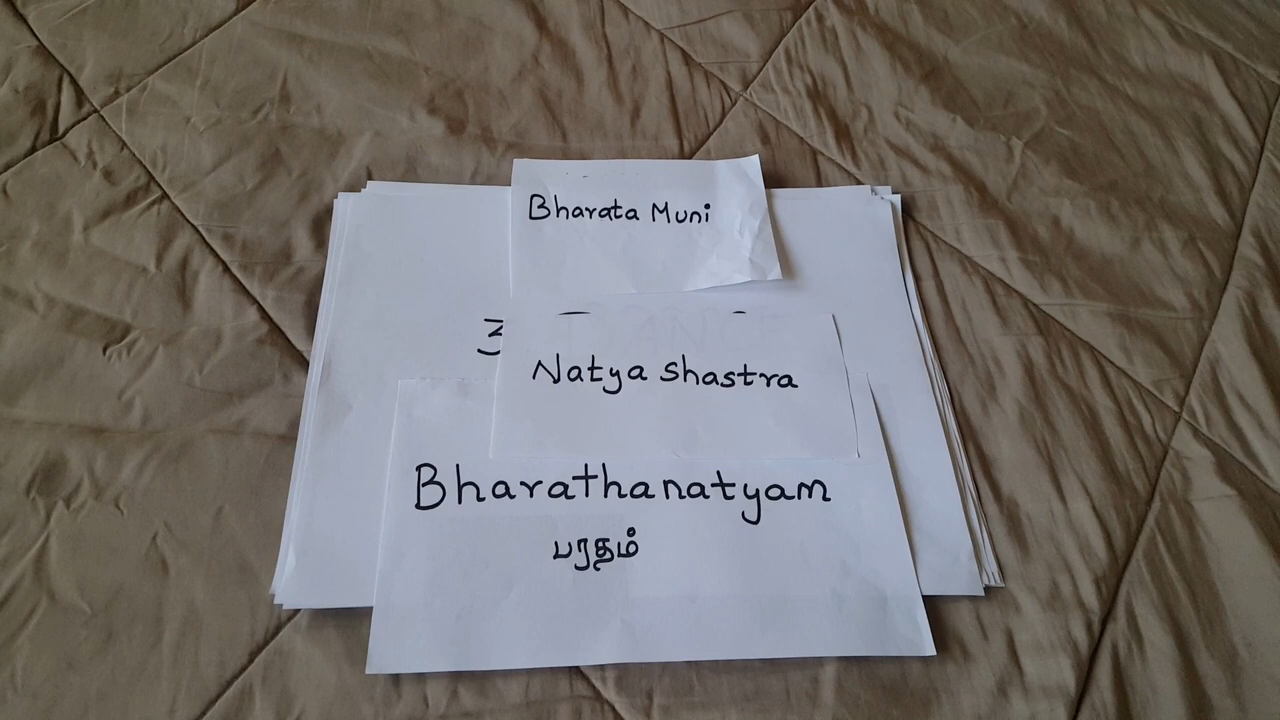 Bharata Muni
Natya Shastra
Bharathanatyam
பரதம்